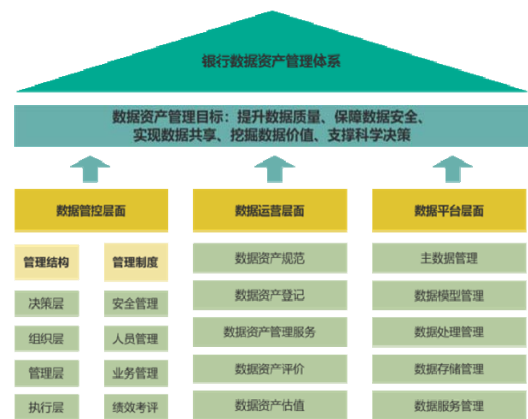 银行数据资产管理体系
数据资产管理目标：提升数据质量、保障数据安全、
实现数据共享、挖掘数据价值、支撑科学决策
数据管控层面
管理结构
决策层
组织层
管理层
执行层
管理制度
安全管理
人员管理
业务管理
绩效考评
数据运营层面
数据资产规范
数据资产登记
数据资产管理服务
数据资产评价
数据资产估值
数据平台层面
主数据管理
数据模型管理
数据处理管理
数据存储管理
数据服务管理